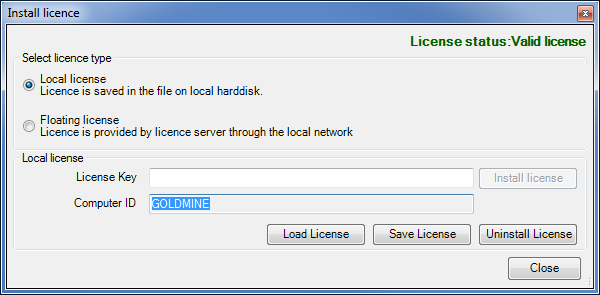 Install licence
License status:Valid license
Select licence type
Local license
Licence is saved in the file on local harddisk.
Floating license
Licence is provided by licence server through the local network
Local license
License Key
Install license
Computer ID
GOLDMINE
Load License
Save License
Uninstall License
Close